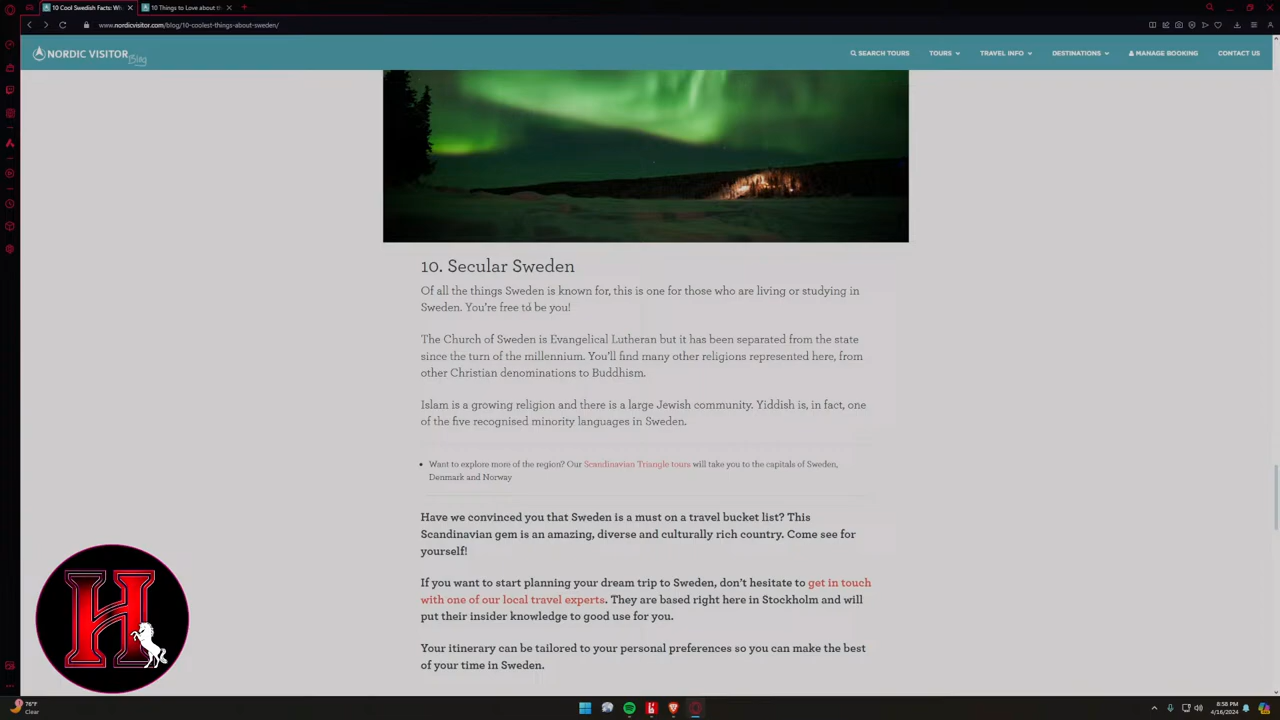 10 Cool Swedish Facts: Wh
10 Things to Love about th
www.nordicvisitor.com/blog/10-coolest-things-about-sweden/
NORDIC VISITOR Blog
SEARCH TOURS
TOURS
TRAVEL INFO
DESTINATIONS
MANAGE BOOKING
CONTACT US
10. Secular Sweden
Of all the things Sweden is known for, this is one for those who are living or studying in
Sweden. You're free to be you!
The Church of Sweden is Evangelical Lutheran but it has been separated from the state
since the turn of the millennium. You'll find many other religions represented here, from
other Christian denominations to Buddhism.
Islam is a growing religion and there is a large Jewish community. Yiddish is, in fact, one
of the five recognised minority languages in Sweden.
• Want to explore more of the region? Our Scandinavian Triangle tours will take you to the capitals of Sweden,
Denmark and Norway
Have we convinced you that Sweden is a must on a travel bucket list? This
Scandinavian gem is an amazing, diverse and culturally rich country. Come see for
yourself!
If you want to start planning your dream trip to Sweden, don't hesitate to get in touch
with one of our local travel experts. They are based right here in Stockholm and will
put their insider knowledge to good use for you.
Your itinerary can be tailored to your personal preferences so you can make the best
of your time in Sweden.
H
76°F
Clear
8:58 PM
4/16/2024